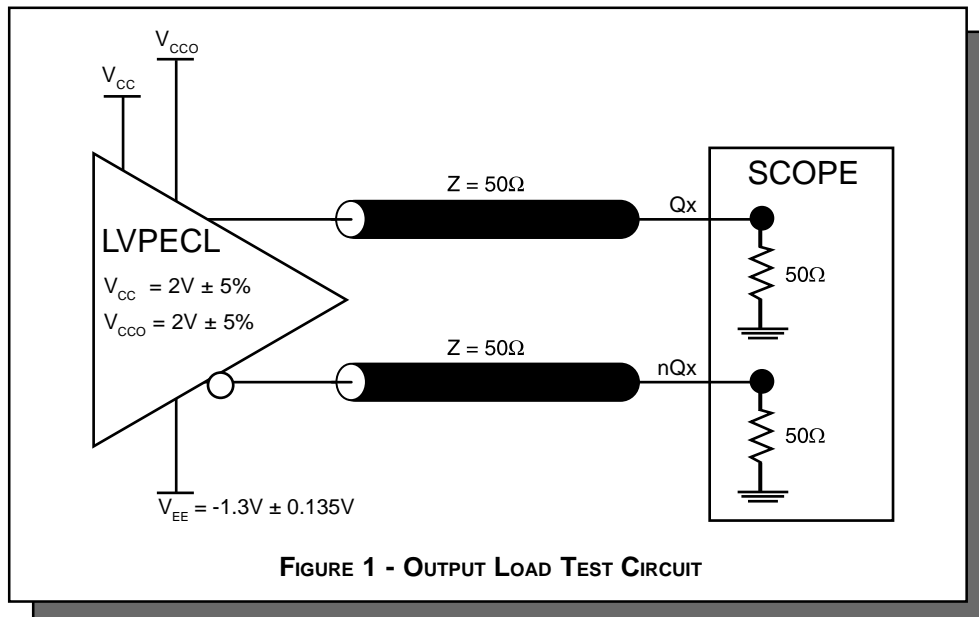 V_CCO
V_CC
Z = 50Ω
SCOPE
Qx
LVPECL
50Ω
V_CC = 2V ± 5%
V_CCO = 2V ± 5%
Z = 50Ω
nQx
50Ω
V_EE = -1.3V ± 0.135V
FIGURE 1 - OUTPUT LOAD TEST CIRCUIT